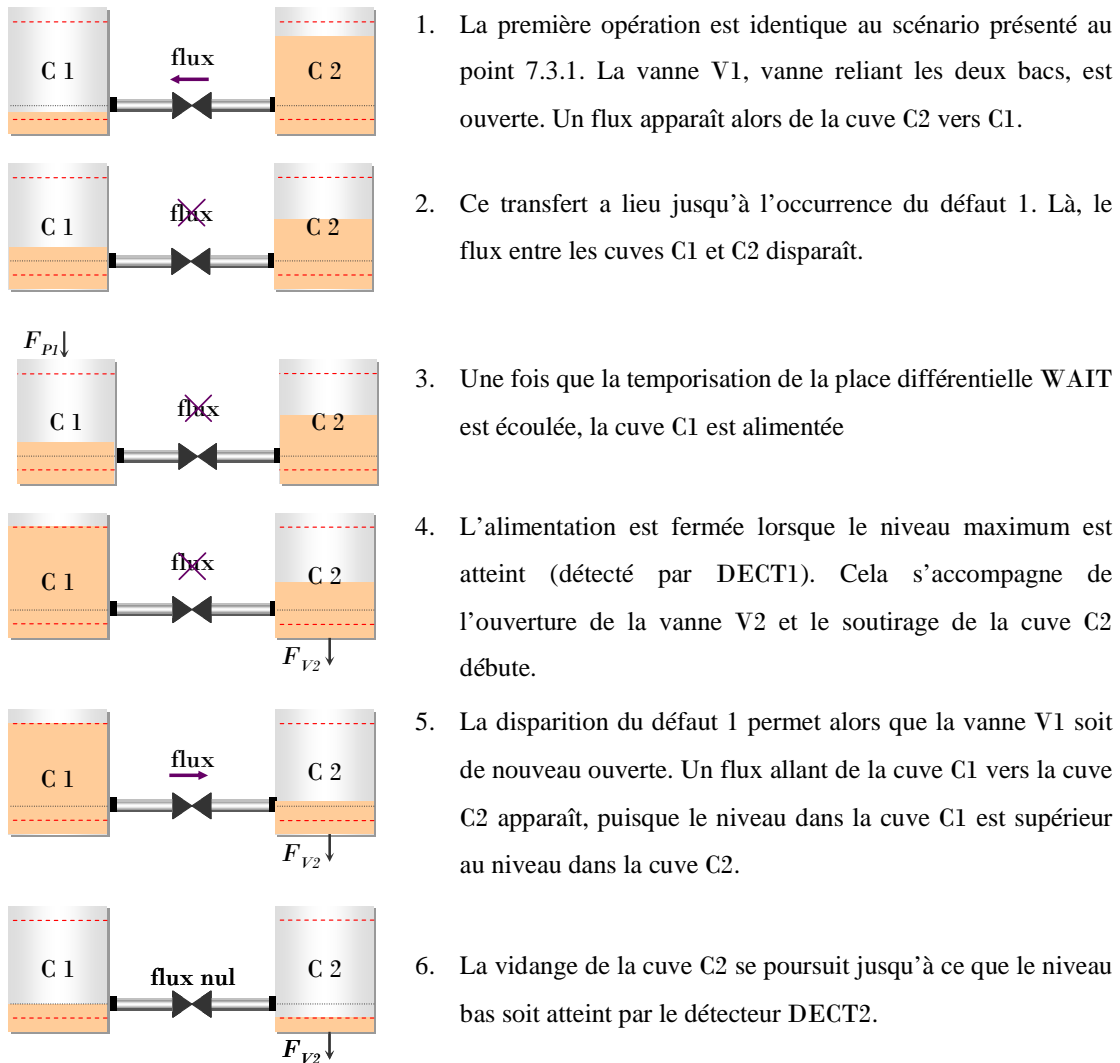 C 1
flux
C 2
1. La première opération est identique au scénario présenté au
point 7.3.1. La vanne V1, vanne reliant les deux bacs, est
ouverte. Un flux apparaît alors de la cuve C2 vers C1.
C 1
flux
C 2
2. Ce transfert a lieu jusqu’à l’occurrence du défaut 1. Là, le
flux entre les cuves C1 et C2 disparaît.
F P1
C 1
flux
C 2
3. Une fois que la temporisation de la place différentielle WAIT
est écoulée, la cuve C1 est alimentée
C 1
flux
C 2
F V2
4. L’alimentation est fermée lorsque le niveau maximum est
atteint (détecté par DECT1). Cela s’accompagne de
l’ouverture de la vanne V2 et le soutirage de la cuve C2
débute.
C 1
flux
C 2
F V2
5. La disparition du défaut 1 permet alors que la vanne V1 soit
de nouveau ouverte. Un flux allant de la cuve C1 vers la cuve
C2 apparaît, puisque le niveau dans la cuve C1 est supérieur
au niveau dans la cuve C2.
C 1
flux nul
C 2
F V2
6. La vidange de la cuve C2 se poursuit jusqu’à ce que le niveau
bas soit atteint par le détecteur DECT2.